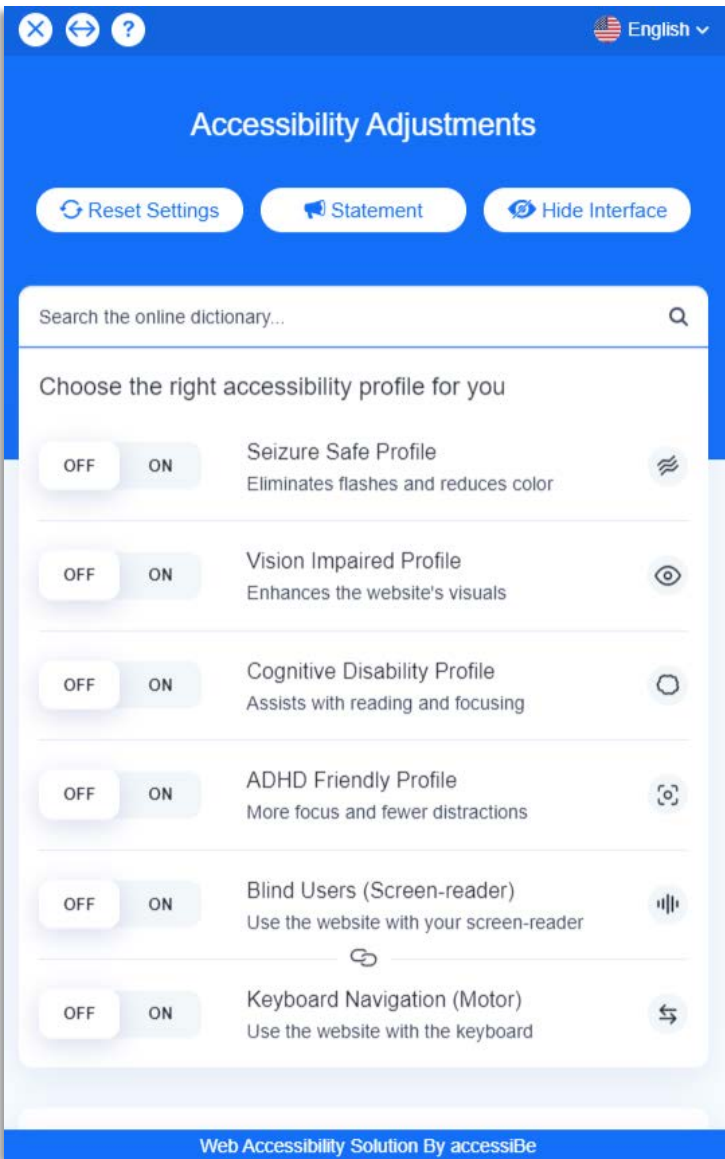 ? English
Accessibility Adjustments
Reset Settings Statement Hide Interface
Search the online dictionary...
Choose the right accessibility profile for you
OFF ON Seizure Safe Profile
Eliminates flashes and reduces color
OFF ON Vision Impaired Profile
Enhances the website's visuals
OFF ON Cognitive Disability Profile
Assists with reading and focusing
OFF ON ADHD Friendly Profile
More focus and fewer distractions
OFF ON Blind Users (Screen-reader)
Use the website with your screen-reader
OFF ON Keyboard Navigation (Motor)
Use the website with the keyboard
Web Accessibility Solution By accessiBe